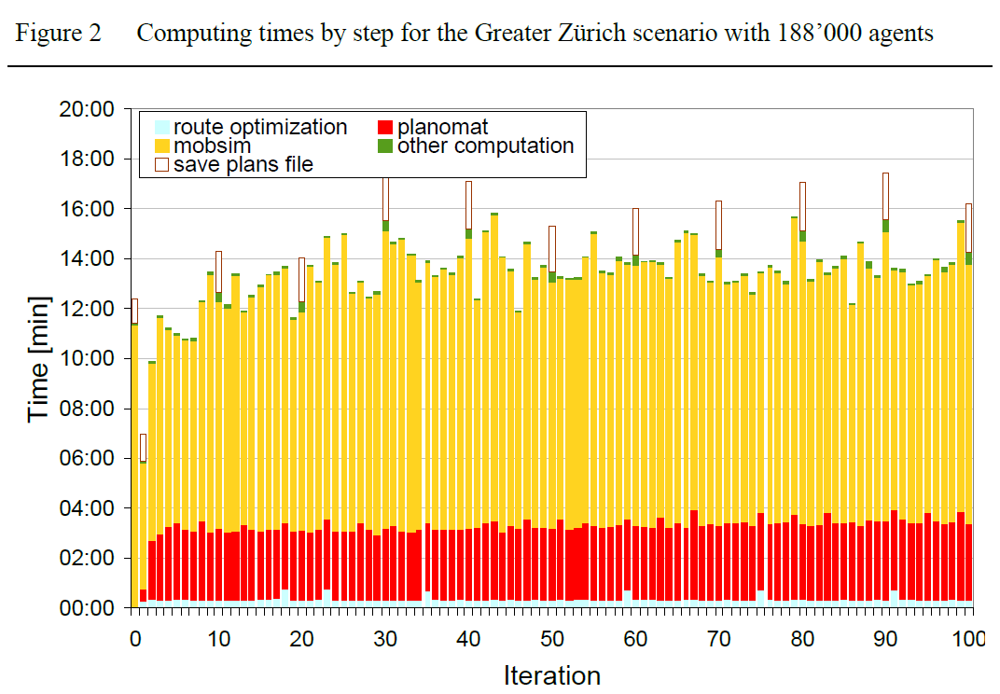 Figure 2 Computing times by step for the Greater Zürich scenario with 188’000 agents
20:00
18:00
16:00
14:00
12:00
10:00
08:00
06:00
04:00
02:00
00:00
Time [min]
route optimization planomat
mobsim other computation
save plans file
0 10 20 30 40 50 60 70 80 90 100
Iteration